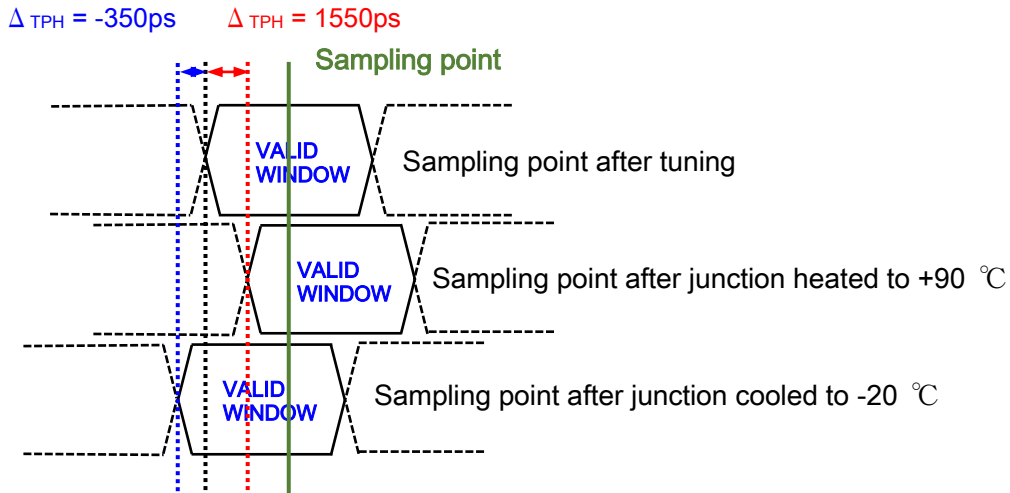 Δ TPH = -350ps Δ TPH = 1550ps
Sampling point
VALID
WINDOW
Sampling point after tuning
VALID
WINDOW
Sampling point after junction heated to +90 ℃
VALID
WINDOW
Sampling point after junction cooled to -20 ℃